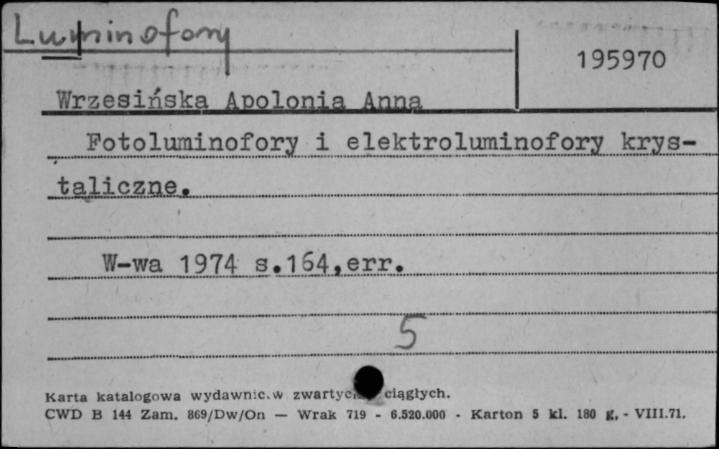 Luminofory
195970
Wrzesińska Apolonia Anna
Fotoluminofory i elektroluminofory krys-
taliczne.
W-wa 1974 s.164,err.
5
Karta katalogowa wydawnic.w ciągłych.
CWD B 144 Zam. 869/Dw/On — Wrak 719 - 6.520.000 - Karton 5 kl. 180 g, - VIII.71.